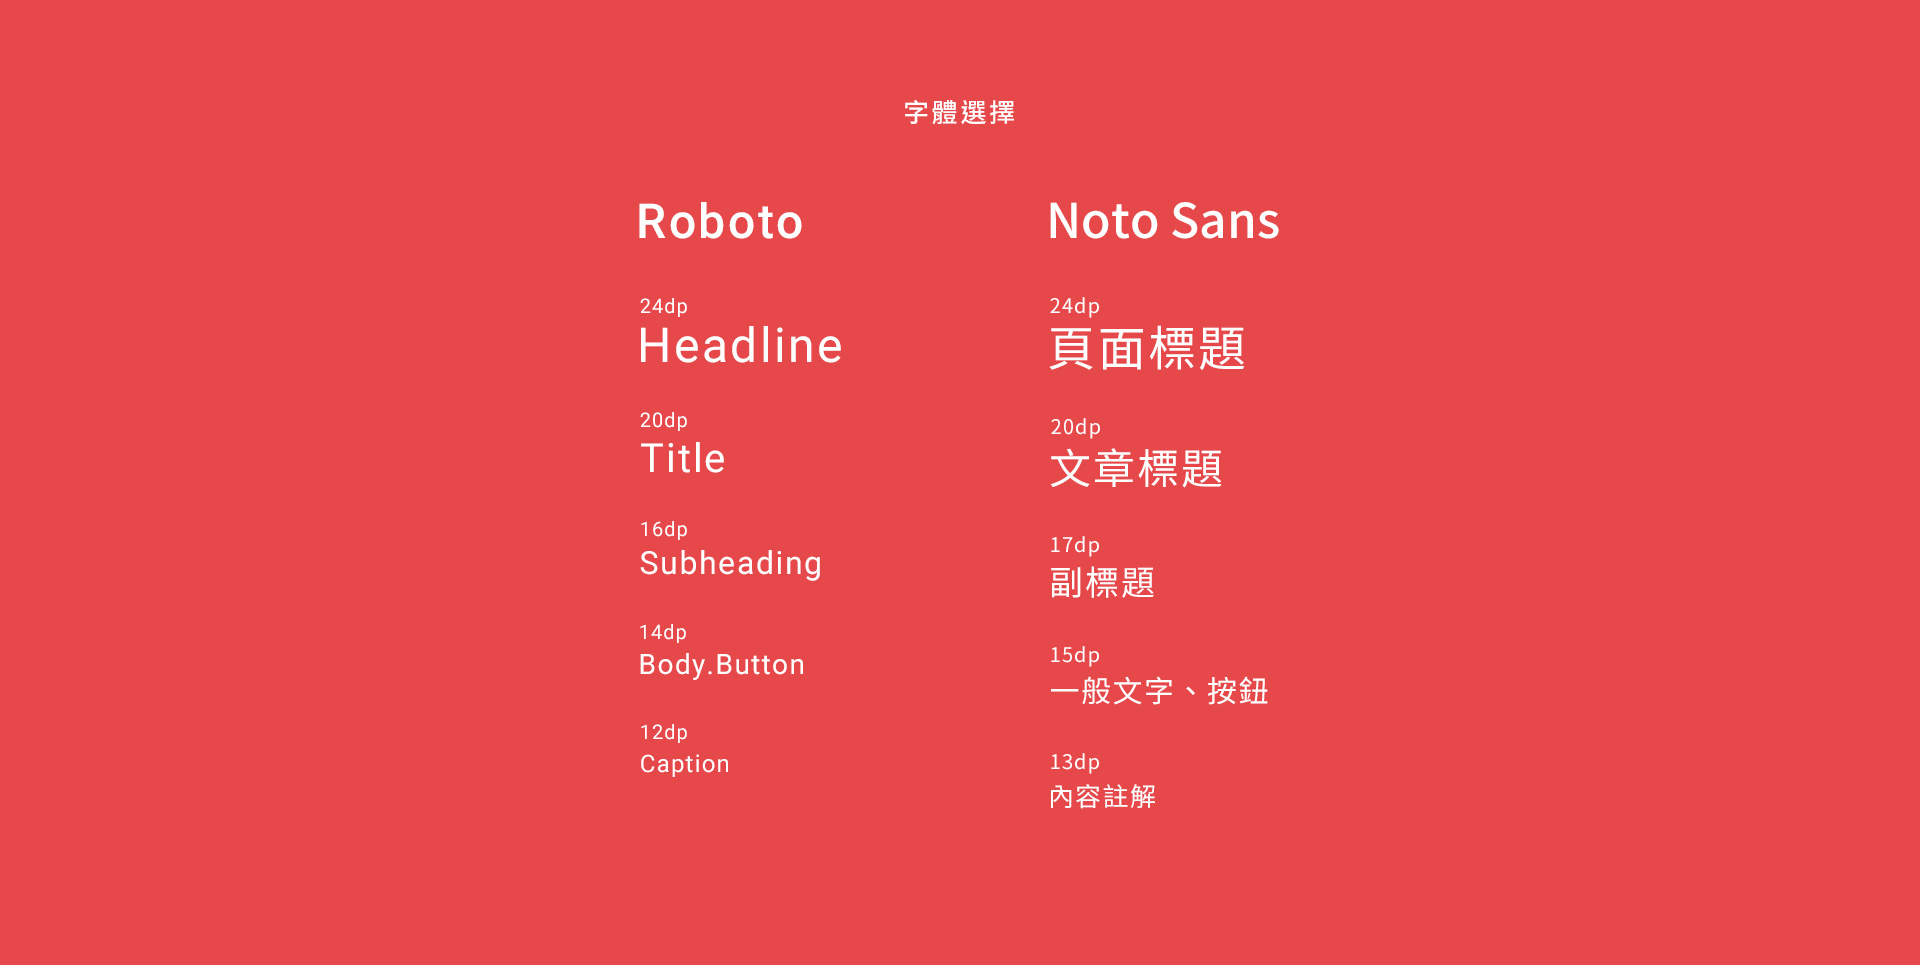 字體選擇
Roboto
24dp
Headline
20dp
Title
16dp
Subheading
14dp
Body.Button
12dp
Caption
Noto Sans
24dp
頁面標題
20dp
文章標題
17dp
副標題
15dp
一般文字、按鈕
13dp
內容註解